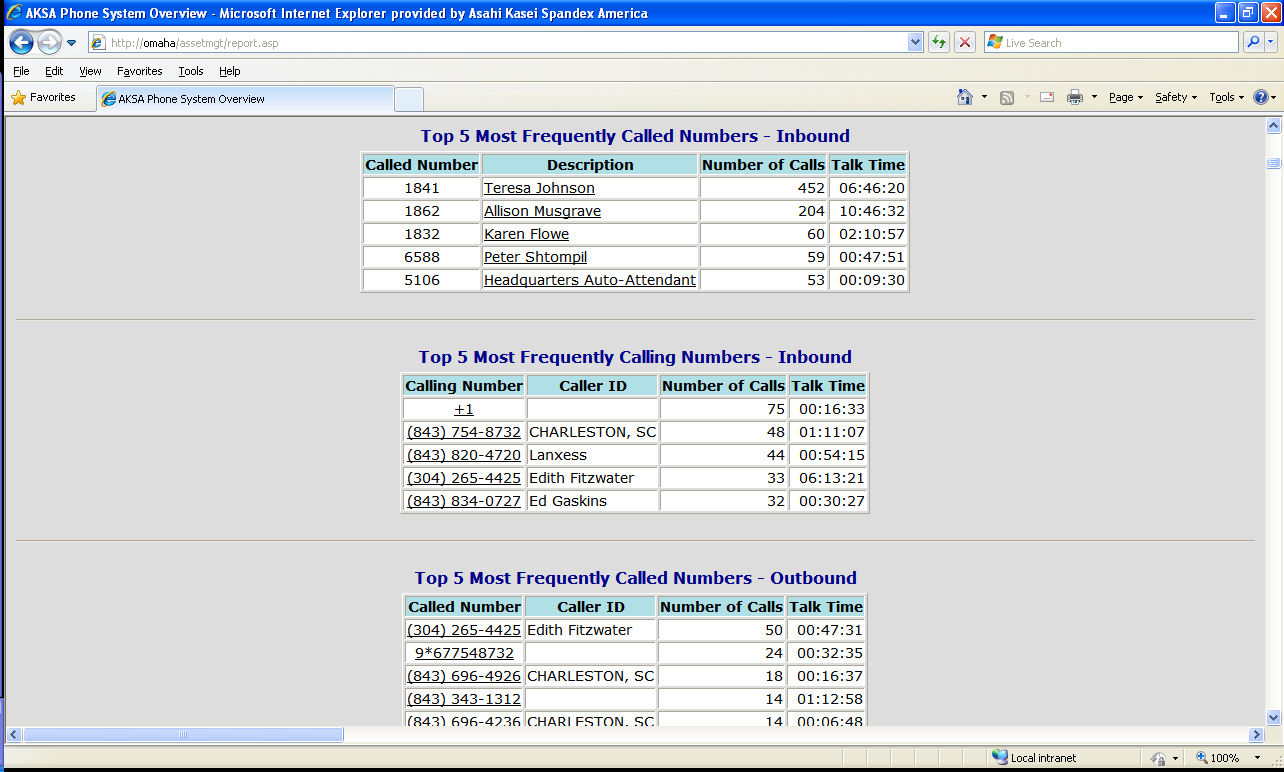 AKSA Phone System Overview - Microsoft Internet Explorer provided by Asahi Kasei Spandex America
http://omaha/assetmgt/report.asp
Live Search
File Edit View Favorites Tools Help
Favorites AKSA Phone System Overview Page Safety Tools
Top 5 Most Frequently Called Numbers - Inbound
Called Number Description Number of Calls Talk Time
1841 Teresa Johnson 452 06:46:20
1862 Allison Musgrave 204 10:46:32
1832 Karen Flowe 60 02:10:57
6588 Peter Shtompil 59 00:47:51
5106 Headquarters Auto-Attendant 53 00:09:30
Top 5 Most Frequently Calling Numbers - Inbound
Calling Number Caller ID Number of Calls Talk Time
+1 75 00:16:33
(843) 754-8732 CHARLESTON, SC 48 01:11:07
(843) 820-4720 Lanxess 44 00:54:15
(304) 265-4425 Edith Fitzwater 33 06:13:21
(843) 834-0727 Ed Gaskins 32 00:30:27
Top 5 Most Frequently Called Numbers - Outbound
Called Number Caller ID Number of Calls Talk Time
(304) 265-4425 Edith Fitzwater 50 00:47:31
9*677548732 24 00:32:35
(843) 696-4926 CHARLESTON, SC 18 00:16:37
(843) 343-1312 14 01:12:58
(843) 696-4236 CHARLESTON, SC 14 00:06:48
Local intranet 100%